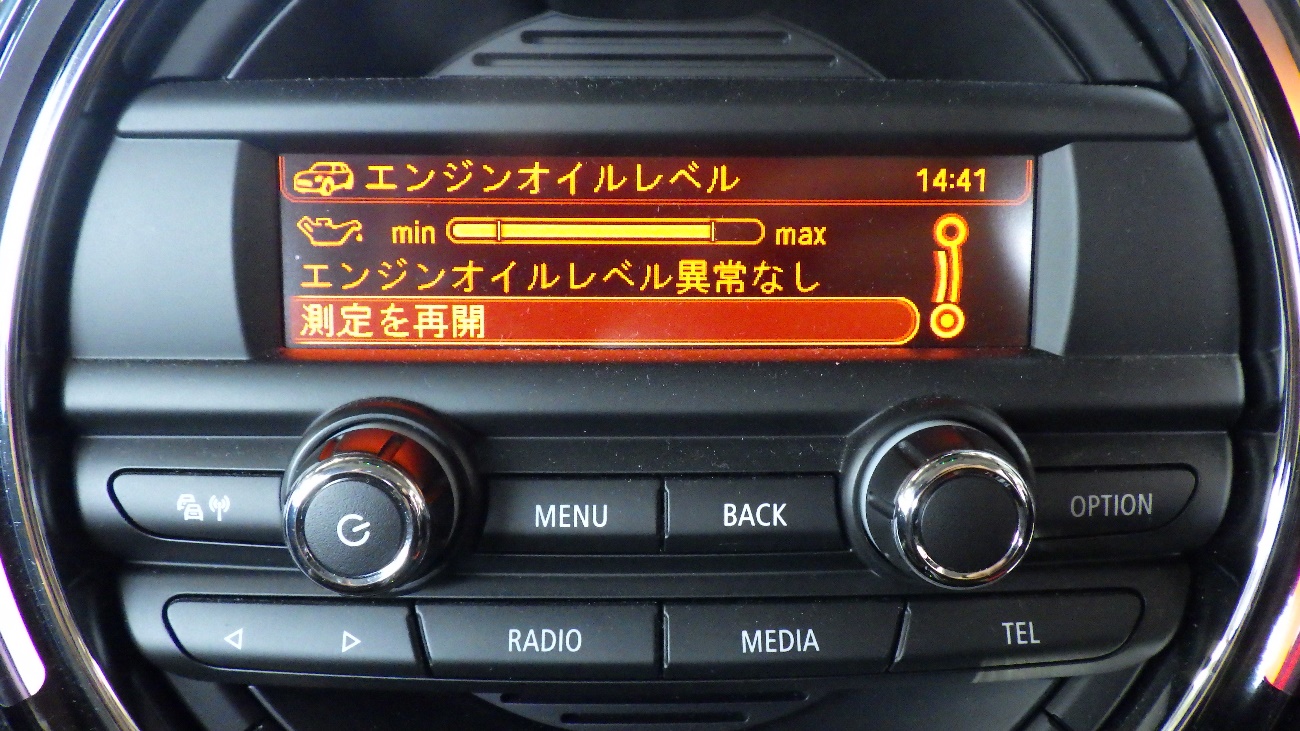 エンジンオイルレベル 14:41
min max
エンジンオイルレベル異常なし
測定を再開
MENU BACK OPTION
RADIO MEDIA TEL